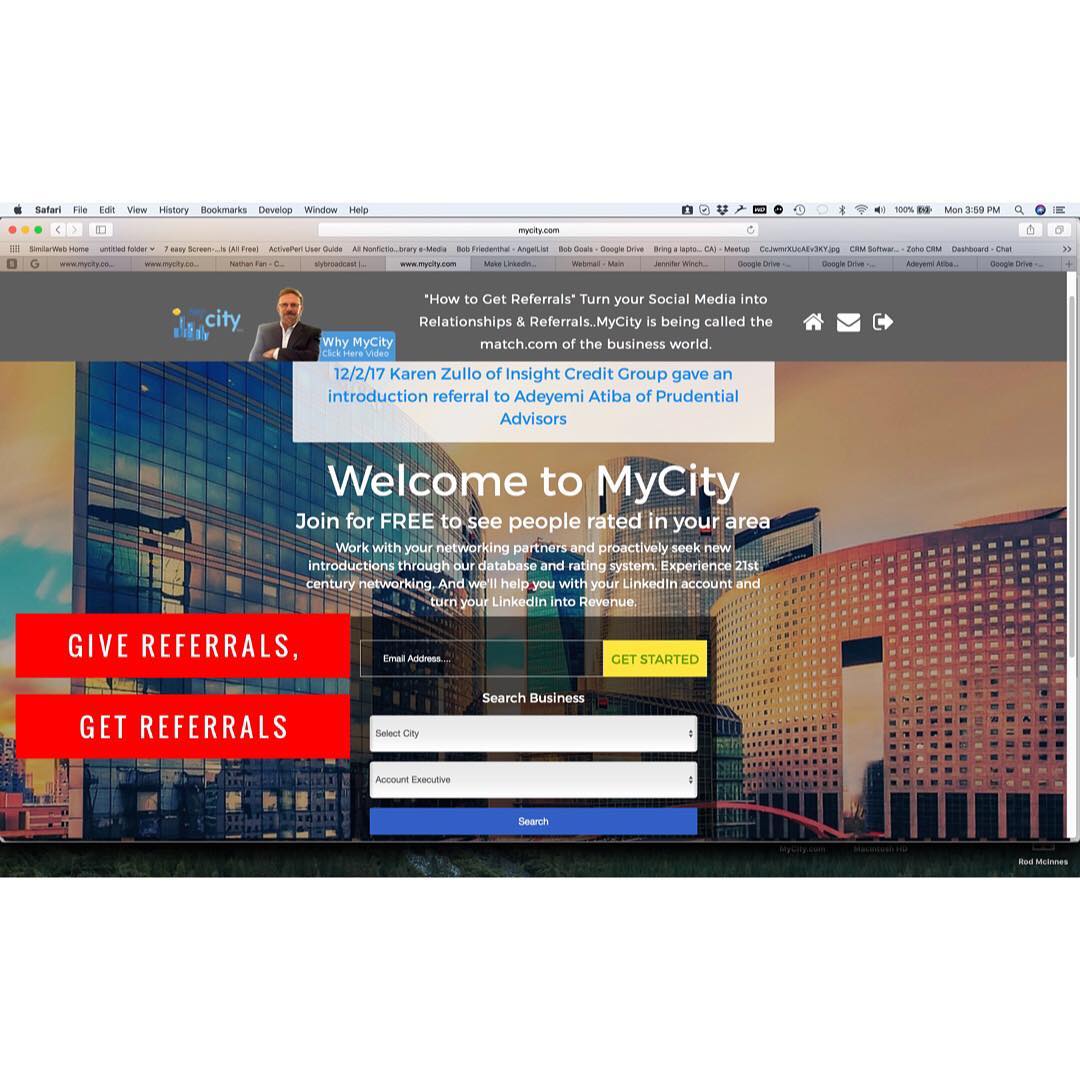 Safari File Edit View History Bookmarks Develop Window Help 100% Mon 3:59 PM
mycity.com
SimilarWeb Home untitled folder 7 easy Screen-...ls (All Free) ActivePerl User Guide All Nonfictio...brary e-Media Bob Friedenthal - AngelList Bob Goals - Google Drive Bring a lapto... CA) - Meetup CcJwmrXUcAEv3KY.jpg CRM Softwar... - Zoho CRM Dashboard - Chat
www.mycity.co... www.mycity.co... Nathan Fan - C... slybroadcast |... www.mycity.com Make LinkedIn... Webmail - Main Jennifer Winch... Google Drive -... Google Drive -... Adeyemi Atiba... Google Drive -...
city
Why MyCity
Click Here Video
"How to Get Referrals" Turn your Social Media into
Relationships & Referrals..MyCity is being called the
match.com of the business world.
12/2/17 Karen Zullo of Insight Credit Group gave an
introduction referral to Adeyemi Atiba of Prudential
Advisors
Welcome to MyCity
Join for FREE to see people rated in your area
Work with your networking partners and proactively seek new
introductions through our database and rating system. Experience 21st
century networking. And we'll help you with your LinkedIn account and
turn your LinkedIn into Revenue.
GIVE REFERRALS,
GET REFERRALS
Email Address....
GET STARTED
Search Business
Select City
Account Executive
Search
MyCity.com Macintosh HD
Rod McInnes